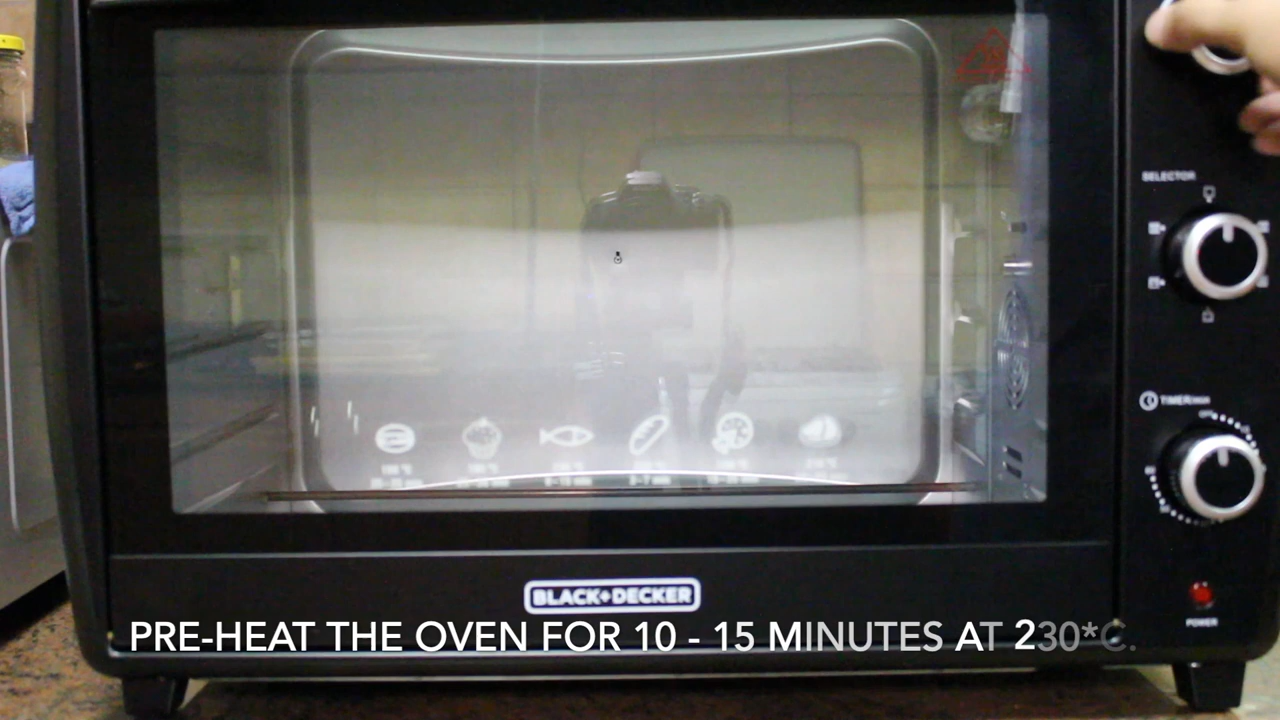 SELECTOR
TIMER
BLACK+DECKER
POWER
PRE-HEAT THE OVEN FOR 10 - 15 MINUTES AT 230*C.